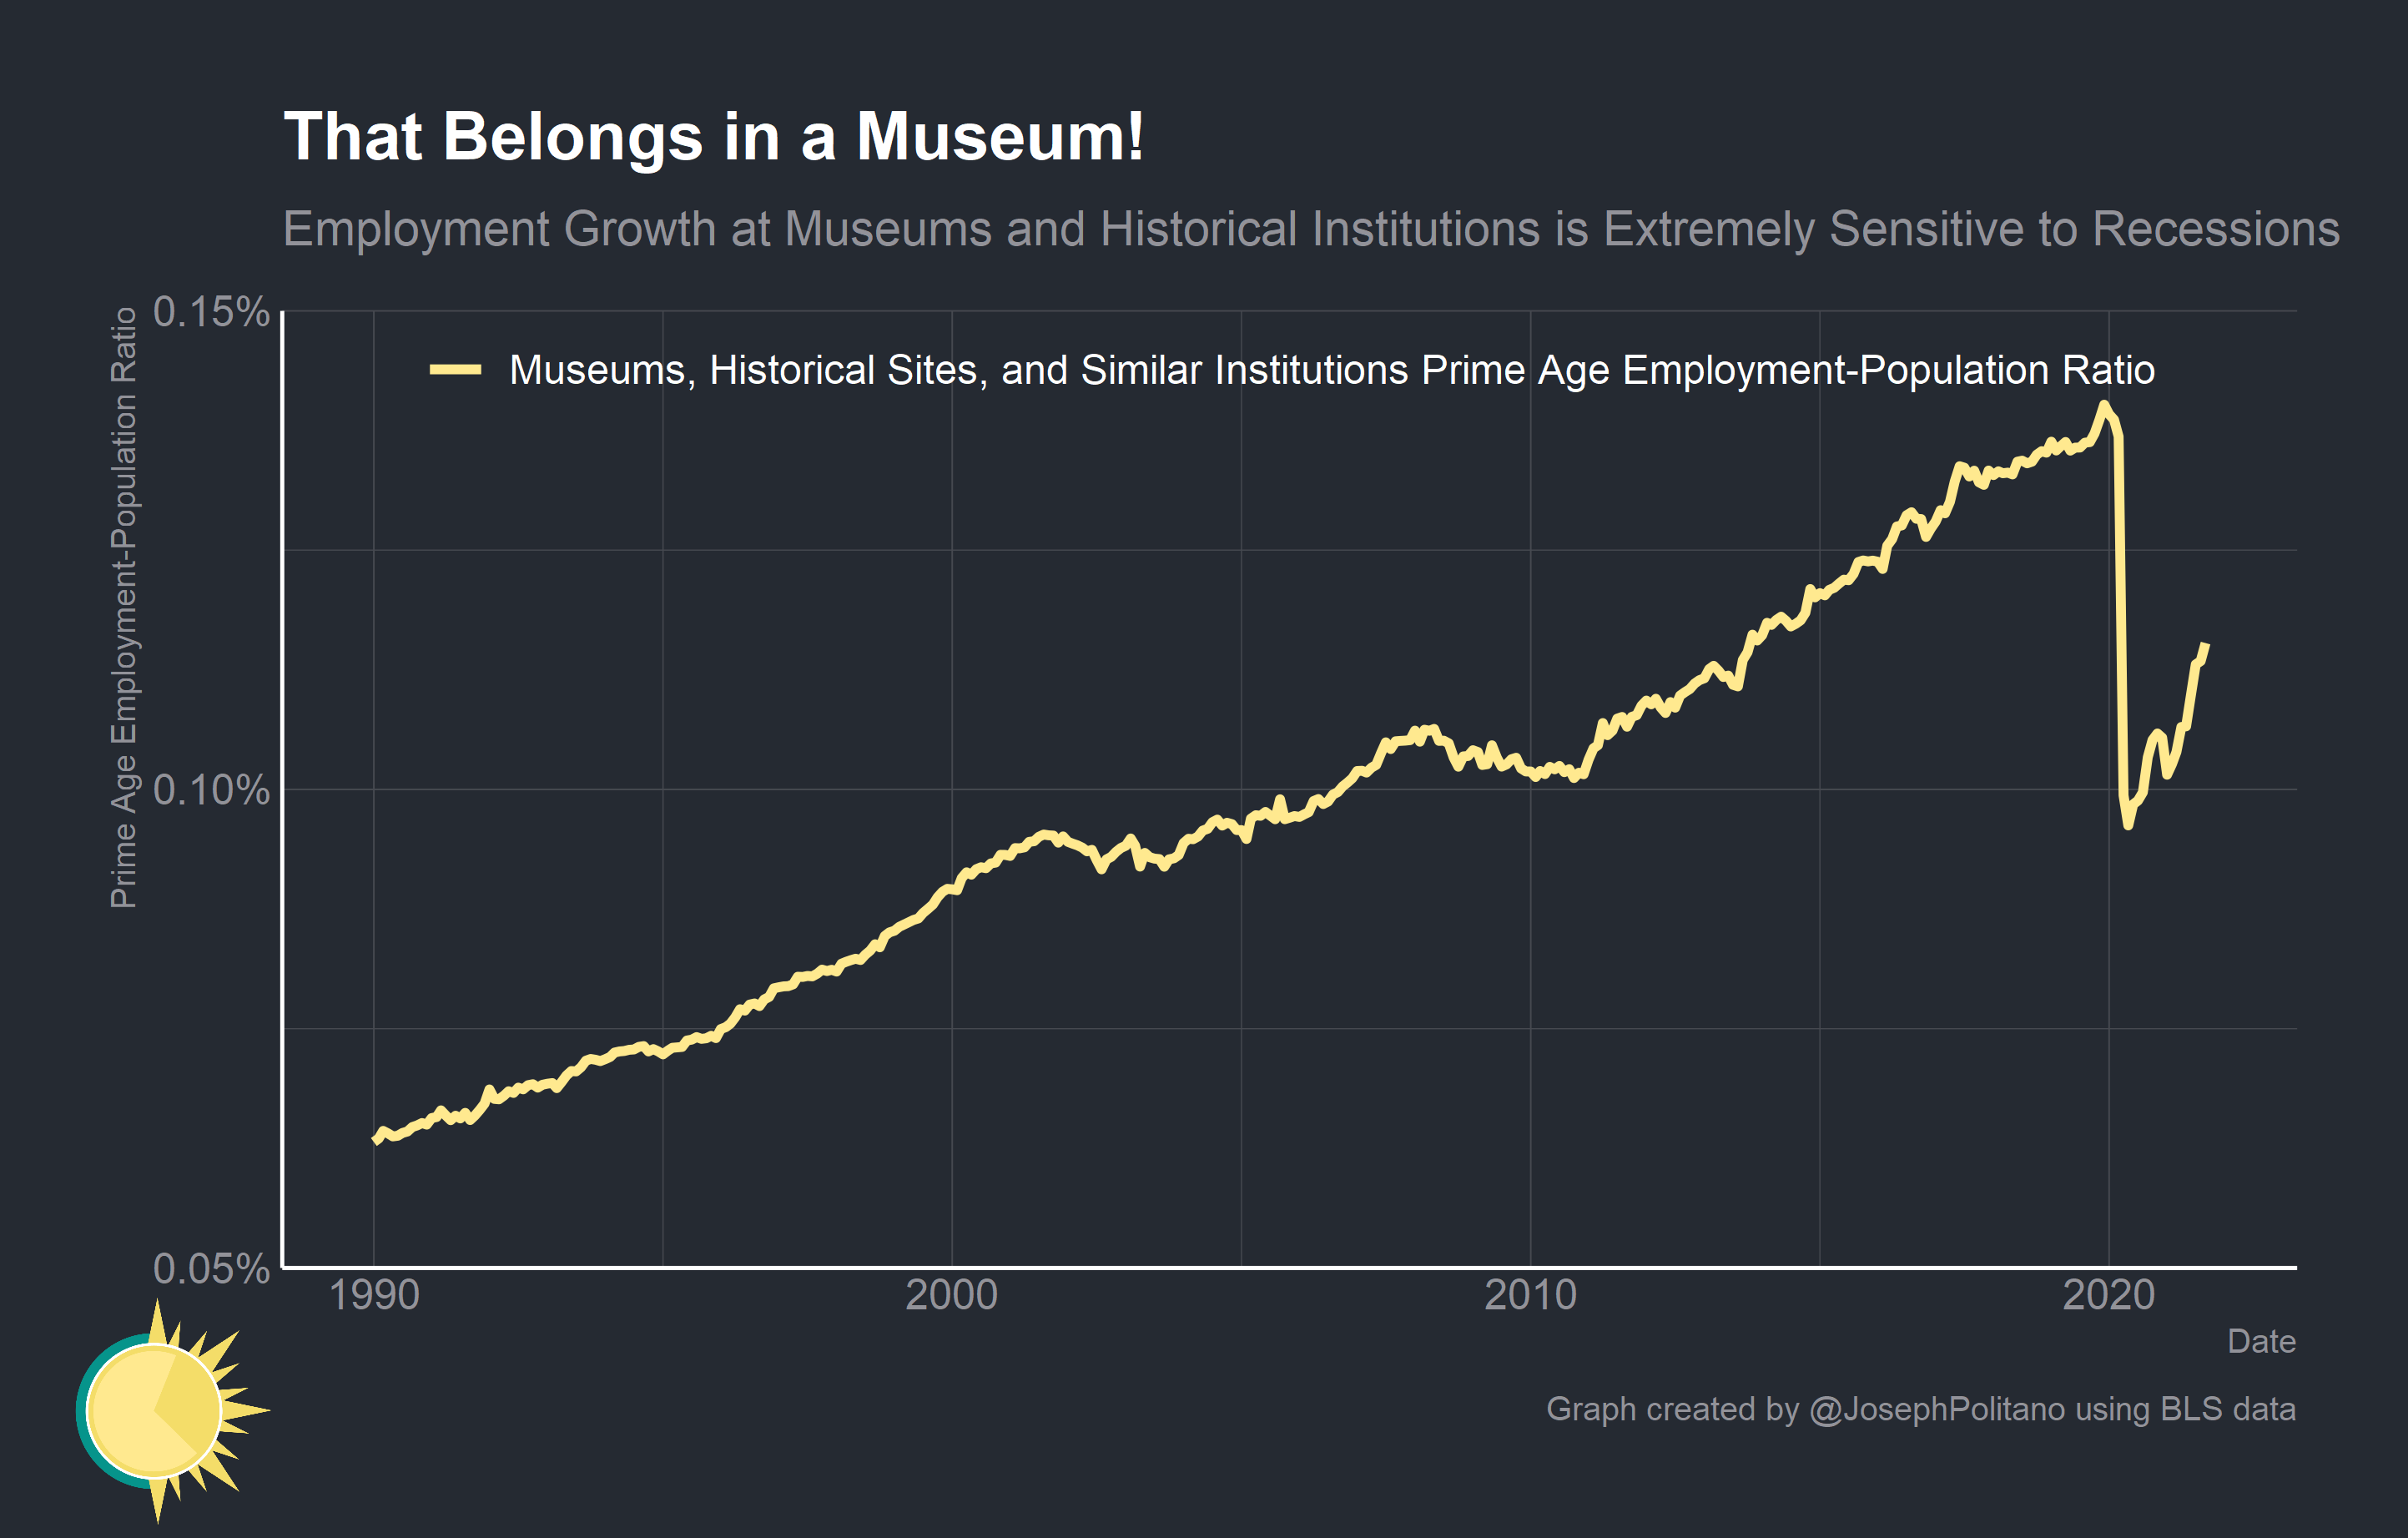 That Belongs in a Museum!
Employment Growth at Museums and Historical Institutions is Extremely Sensitive to Recessions
Prime Age Employment-Population Ratio
0.15%
0.10%
0.05%
Museums, Historical Sites, and Similar Institutions Prime Age Employment-Population Ratio
1990
2000
2010
2020
Date
Graph created by @JosephPolitano using BLS data